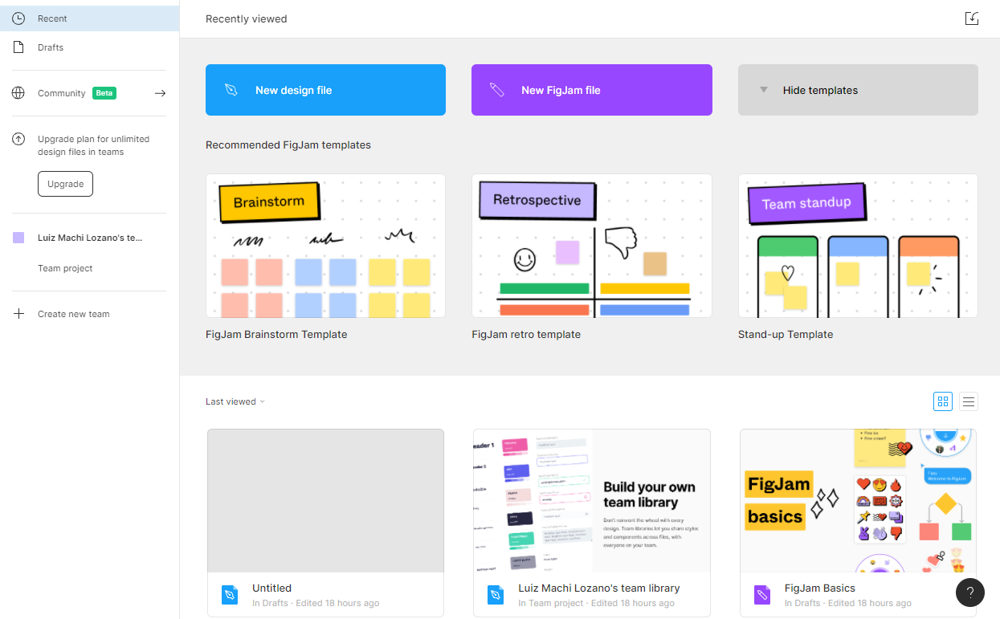 Recent
Drafts
Community Beta
Upgrade plan for unlimited
design files in teams
Upgrade
Luiz Machi Lozano's te...
Team project
Create new team
Recently viewed
New design file
New FigJam file
Hide templates
Recommended FigJam templates
Brainstorm
Retrospective
Team standup
FigJam Brainstorm Template
FigJam retro template
Stand-up Template
Last viewed
eader 1
Build your own
team library
Don't reinvent the wheel with every
design. Team libraries let you share styles
and components across files, with
everyone on your team.
FigJam
basics
Untitled
In Drafts · Edited 18 hours ago
Luiz Machi Lozano's team library
In Team project · Edited 18 hours ago
FigJam Basics
In Drafts · Edited 18 hours ago
?